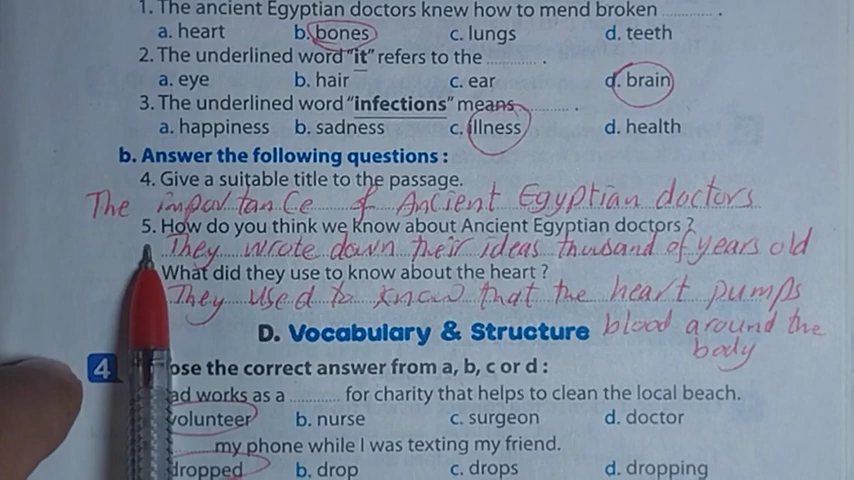 1. The ancient Egyptian doctors knew how to mend broken ............ .
a. heart b. bones c. lungs d. teeth
2. The underlined word "it" refers to the ............ .
a. eye b. hair c. ear d. brain
3. The underlined word "infections" means ............ .
a. happiness b. sadness c. illness d. health
b. Answer the following questions :
4. Give a suitable title to the passage.
The importance of Ancient Egyptian doctors
5. How do you think we know about Ancient Egyptian doctors ?
They wrote down their ideas thusand of years old
What did they use to know about the heart ?
They used to know that the heart pumps
blood around the
body
D. Vocabulary & Structure
4 ose the correct answer from a, b, c or d :
ad works as a ............ for charity that helps to clean the local beach.
volunteer b. nurse c. surgeon d. doctor
my phone while I was texting my friend.
dropped b. drop c. drops d. dropping